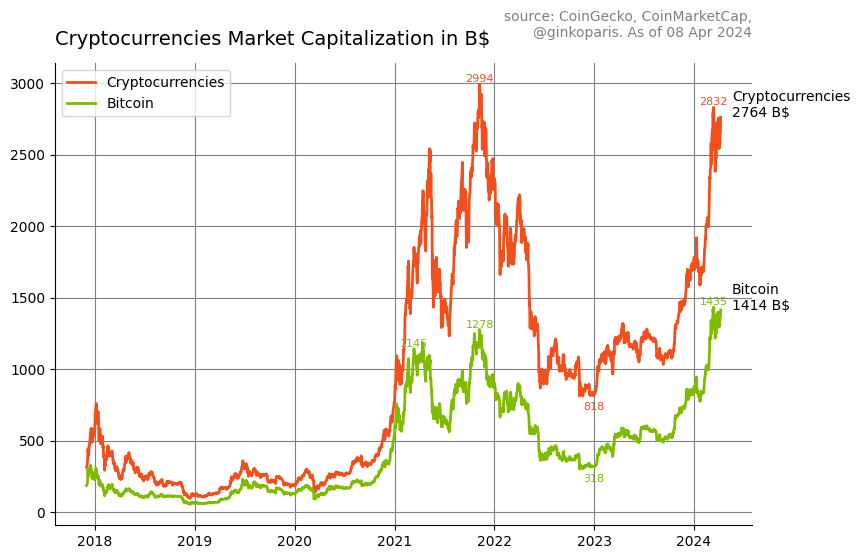 source: CoinGecko, CoinMarketCap,
@ginkoparis. As of 08 Apr 2024
Cryptocurrencies Market Capitalization in B$
Cryptocurrencies
Bitcoin
3000
2500
2000
1500
1000
500
0
2994
2832
Cryptocurrencies
2764 B$
Bitcoin
1414 B$
1435
1278
1145
818
318
2018
2019
2020
2021
2022
2023
2024